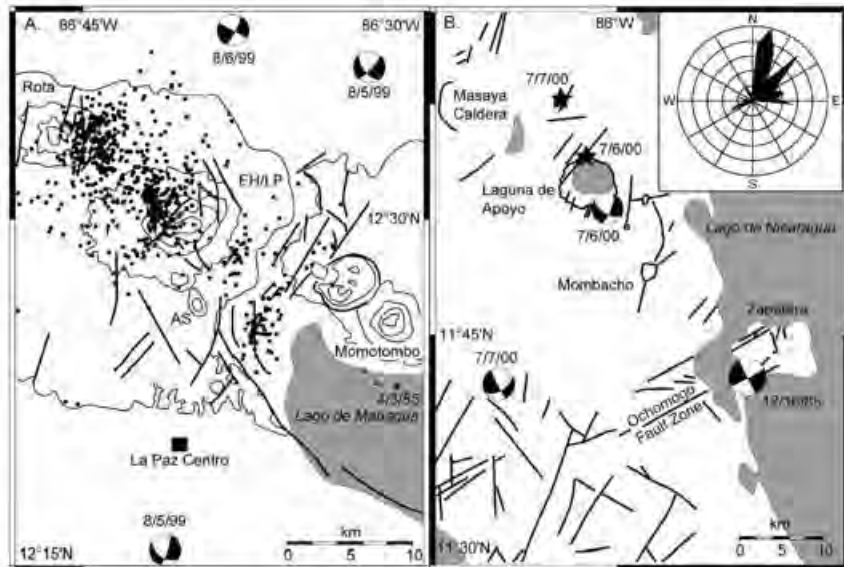 A.
86°45'W
86°30'W
8/6/99
8/5/99
Rota
EH/LP
12°30'N
AS
Momotombo
4/3/85
Lago de Managua
La Paz Centro
8/5/99
km
0 5 10
12°15'N
B.
86°W
N
W
E
S
7/7/00
Masaya
Caldera
7/6/00
Laguna de
Apoyo
7/6/00
Lago de Nicaragua
Mombacho
Zapatera
11°45'N
7/7/00
Ochomogo
Fault Zone
km
0 5 10
11°30'N